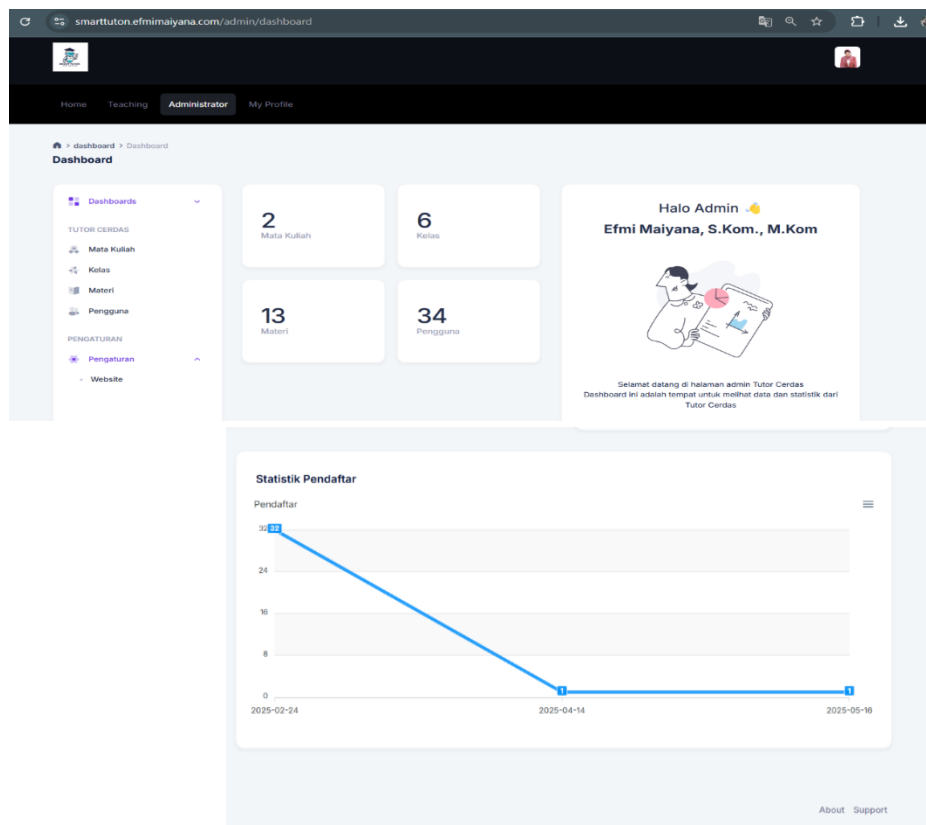 smarttuton.efmimaiyana.com/admin/dashboard
Home Teaching Administrator My Profile
> dashboard > Dashboard
Dashboard
Dashboards
TUTOR CERDAS
Mata Kuliah
Kelas
Materi
Pengguna
PENGATURAN
Pengaturan
Website
2
Mata Kuliah
6
Kelas
13
Materi
34
Pengguna
Halo Admin 👋
Efmi Maiyana, S.Kom., M.Kom
Selamat datang di halaman admin Tutor Cerdas
Dashboard ini adalah tempat untuk melihat data dan statistik dari
Tutor Cerdas
Statistik Pendaftar
Pendaftar
32 32
24
16
8
0 1 1
2025-02-24 2025-04-14 2025-05-16
About Support